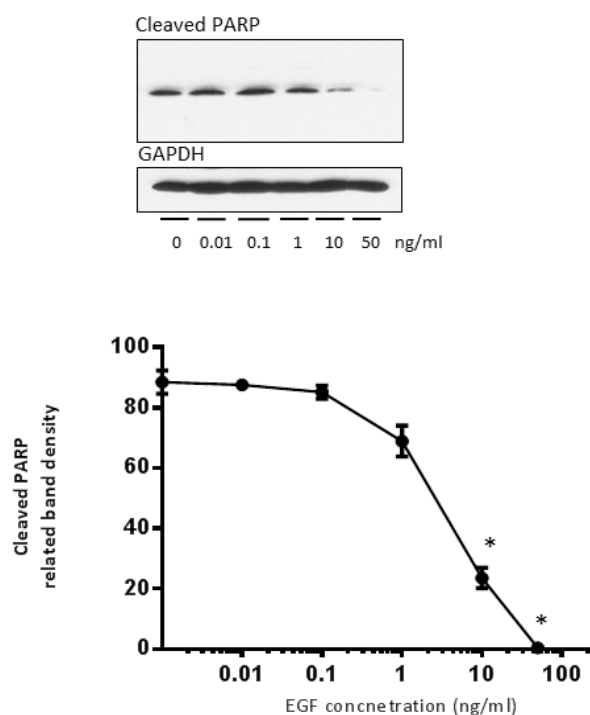 Cleaved PARP
GAPDH
0 0.01 0.1 1 10 50 ng/ml
100
80
60
40
20
0
Cleaved PARP
related band density
*
*
0.01 0.1 1 10 100
EGF concnetration (ng/ml)